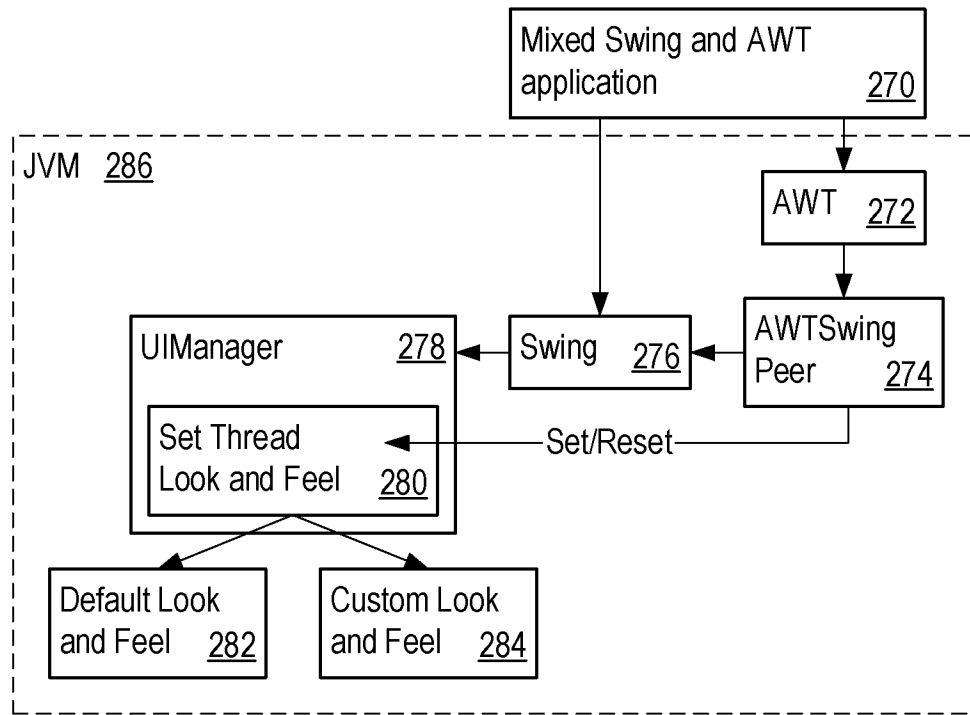 Mixed Swing and AWT
application 270
JVM 286
AWT 272
UIManager 278
Swing 276
AWTSwing
Peer 274
Set Thread
Look and Feel 280
Set/Reset
Default Look
and Feel 282
Custom Look
and Feel 284